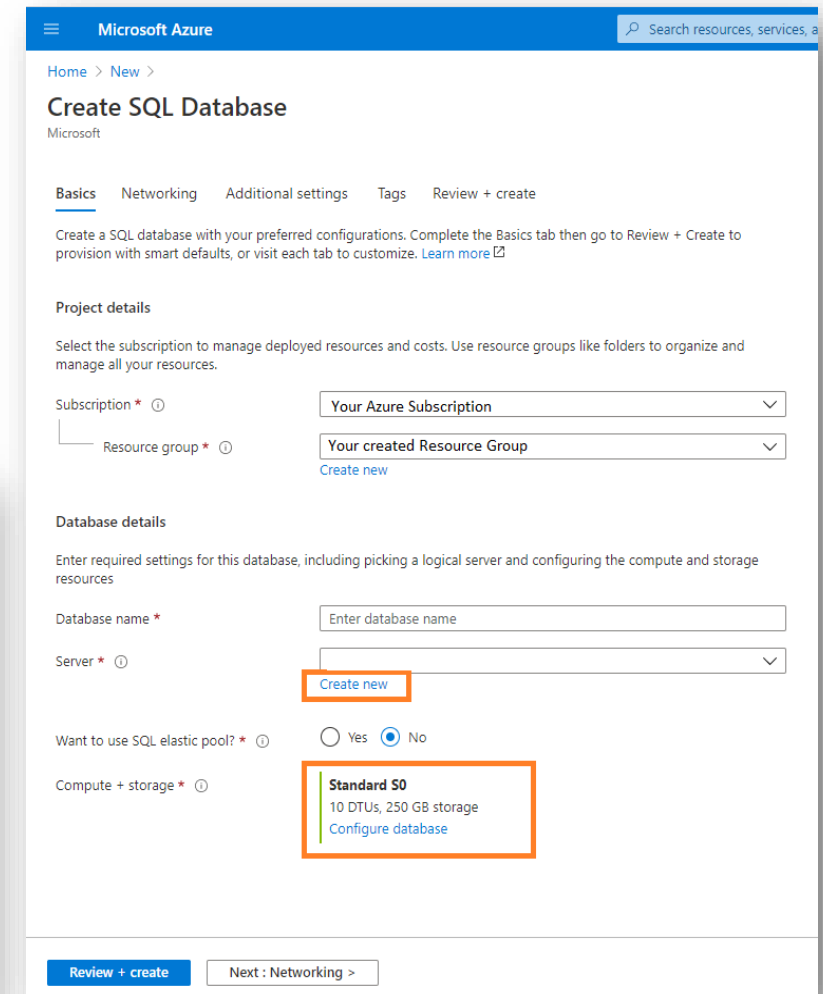 Microsoft Azure
Search resources, services, a
Home > New >
Create SQL Database
Microsoft
Basics Networking Additional settings Tags Review + create
Create a SQL database with your preferred configurations. Complete the Basics tab then go to Review + Create to
provision with smart defaults, or visit each tab to customize. Learn more
Project details
Select the subscription to manage deployed resources and costs. Use resource groups like folders to organize and
manage all your resources.
Subscription *
Your Azure Subscription
Resource group *
Your created Resource Group
Create new
Database details
Enter required settings for this database, including picking a logical server and configuring the compute and storage
resources
Database name *
Enter database name
Server *
Create new
Want to use SQL elastic pool? *
Yes No
Compute + storage *
Standard S0
10 DTUs, 250 GB storage
Configure database
Review + create
Next : Networking >